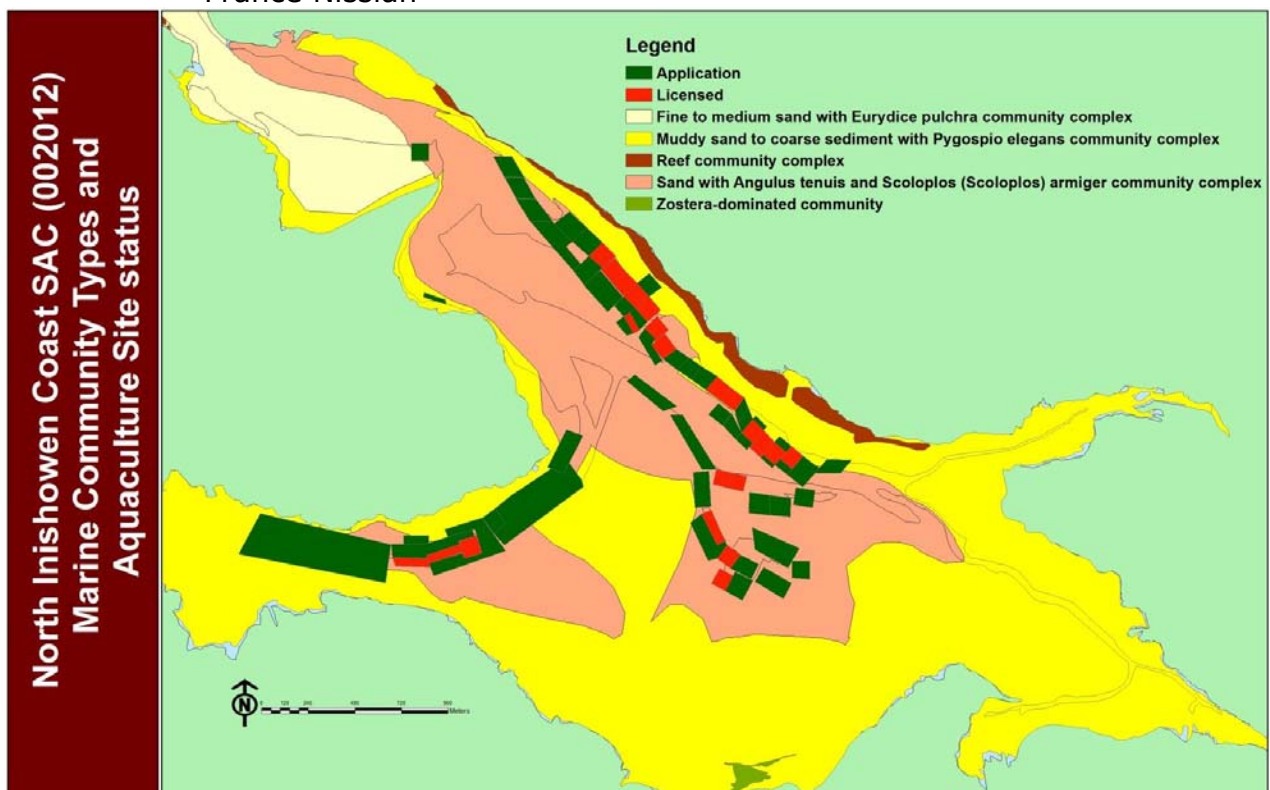 North Inishowen Coast SAC (002012)
Marine Community Types and
Aquaculture Site status
Legend
Application
Licensed
Fine to medium sand with Eurydice pulchra community complex
Muddy sand to coarse sediment with Pygospio elegans community complex
Reef community complex
Sand with Angulus tenuis and Scoloplos (Scoloplos) armiger community complex
Zostera-dominated community
N
Meters